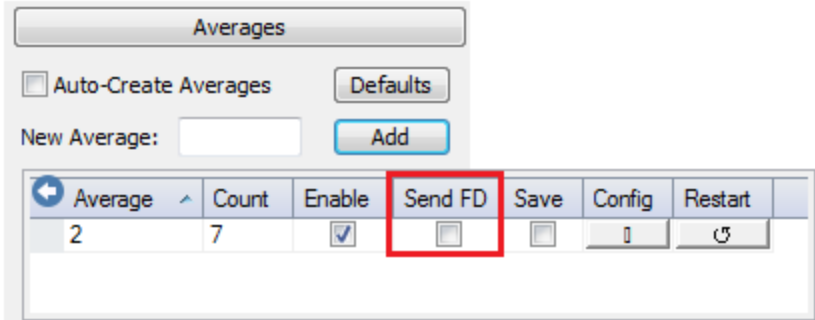 Averages
Auto-Create Averages Defaults
New Average: Add
Average Count Enable Send FD Save Config Restart
2 7